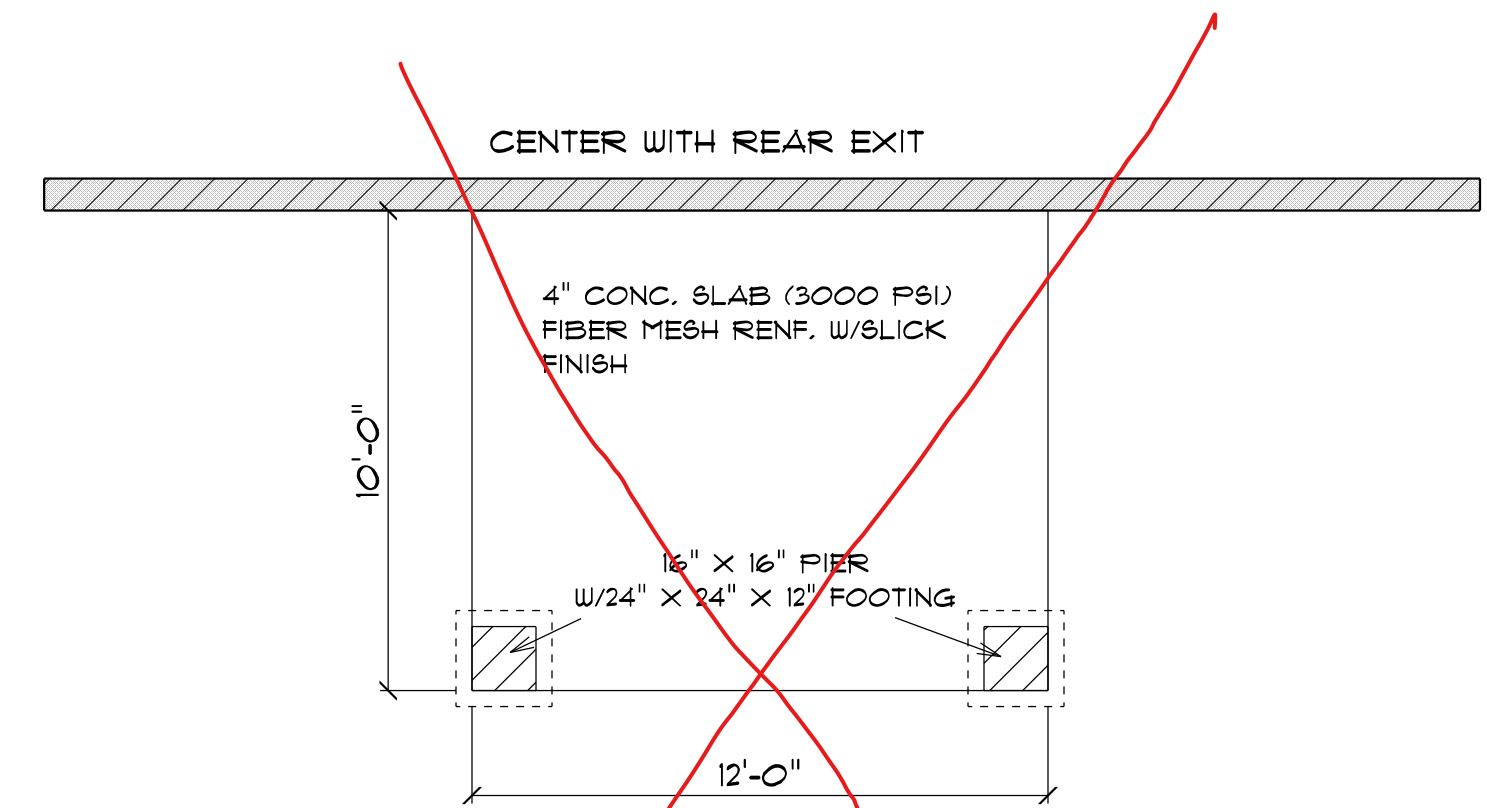 CENTER WITH REAR EXIT
4" CONC. SLAB (3000 PSI)
FIBER MESH RENF. W/SLICK
FINISH
10'-0"
16" X 16" PIER
W/24" X 24" X 12" FOOTING
12'-0"